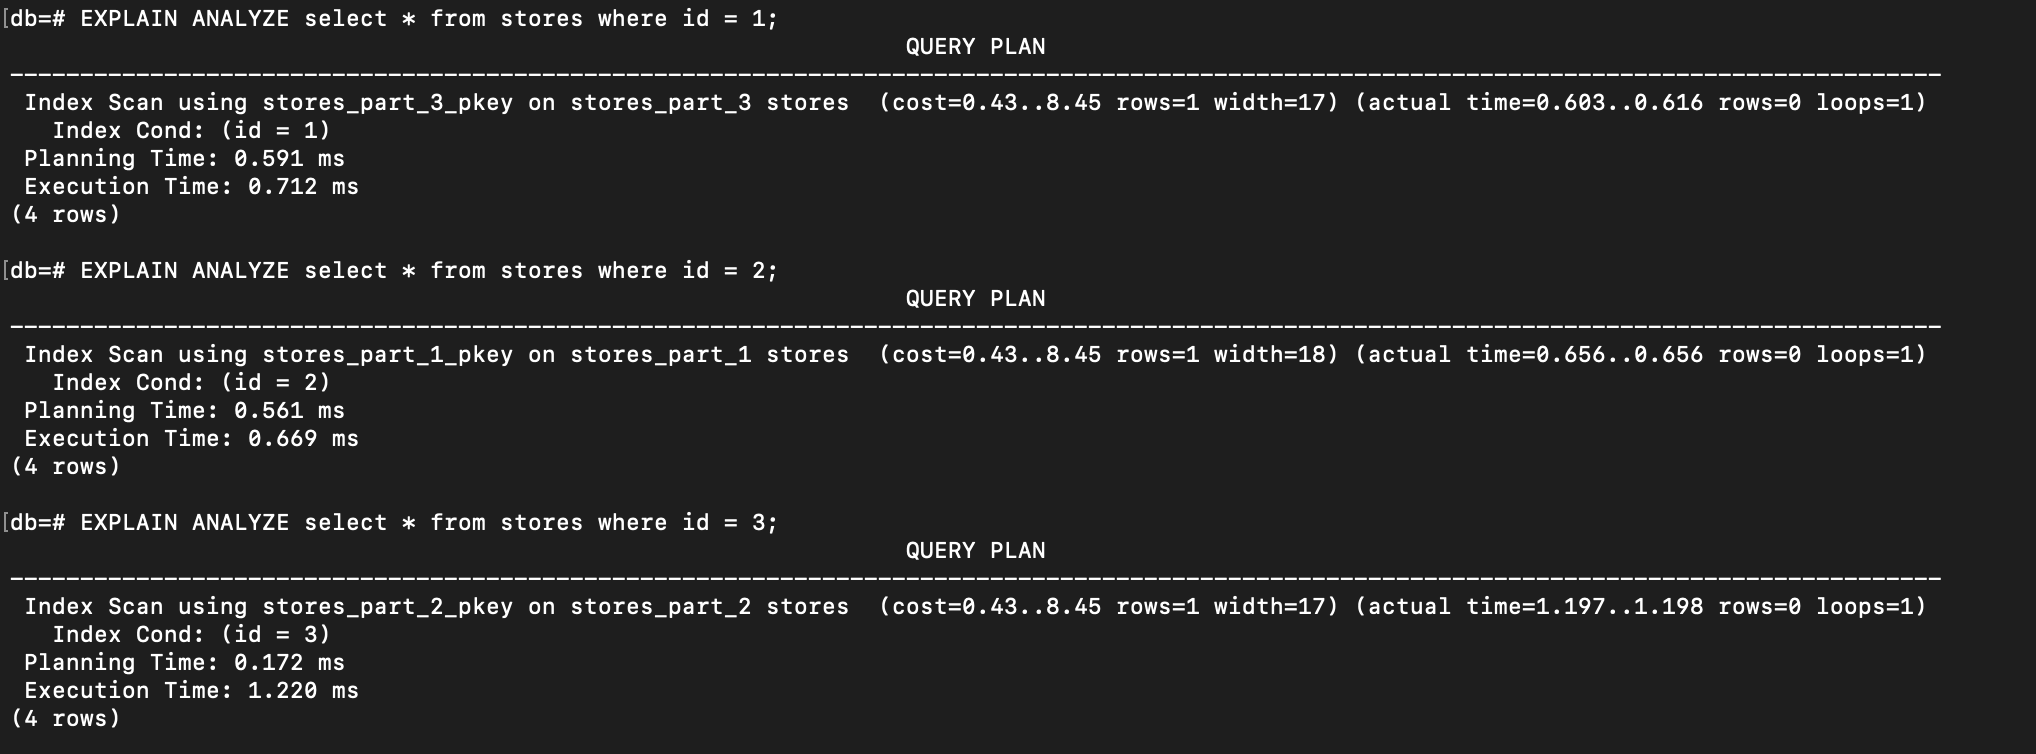 [db=# EXPLAIN ANALYZE select * from stores where id = 1;
QUERY PLAN
------------------------------------------------------------------------------------------------------------------------------------------
Index Scan using stores_part_3_pkey on stores_part_3 stores  (cost=0.43..8.45 rows=1 width=17) (actual time=0.603..0.616 rows=0 loops=1)
Index Cond: (id = 1)
Planning Time: 0.591 ms
Execution Time: 0.712 ms
(4 rows)
[db=# EXPLAIN ANALYZE select * from stores where id = 2;
QUERY PLAN
------------------------------------------------------------------------------------------------------------------------------------------
Index Scan using stores_part_1_pkey on stores_part_1 stores  (cost=0.43..8.45 rows=1 width=18) (actual time=0.656..0.656 rows=0 loops=1)
Index Cond: (id = 2)
Planning Time: 0.561 ms
Execution Time: 0.669 ms
(4 rows)
[db=# EXPLAIN ANALYZE select * from stores where id = 3;
QUERY PLAN
------------------------------------------------------------------------------------------------------------------------------------------
Index Scan using stores_part_2_pkey on stores_part_2 stores  (cost=0.43..8.45 rows=1 width=17) (actual time=1.197..1.198 rows=0 loops=1)
Index Cond: (id = 3)
Planning Time: 0.172 ms
Execution Time: 1.220 ms
(4 rows)